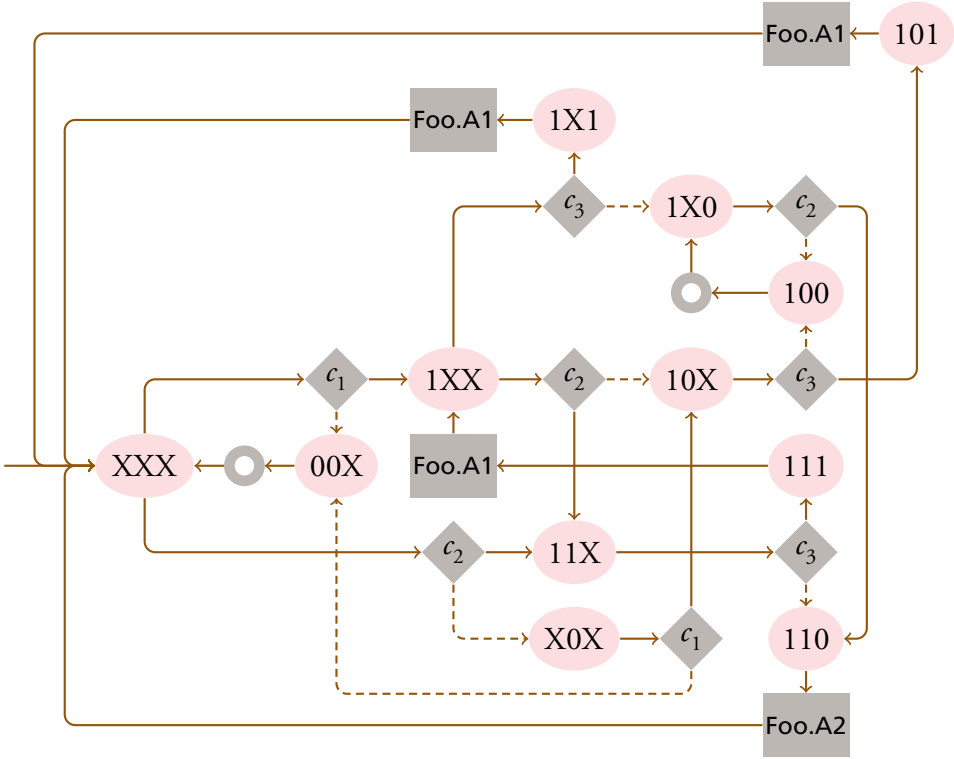 Foo.A1 101
Foo.A1 1X1
c3 1X0 c2
100
c1 1XX c2 10X c3
XXX 00X Foo.A1 111
c2 11X c3
X0X c1 110
Foo.A2